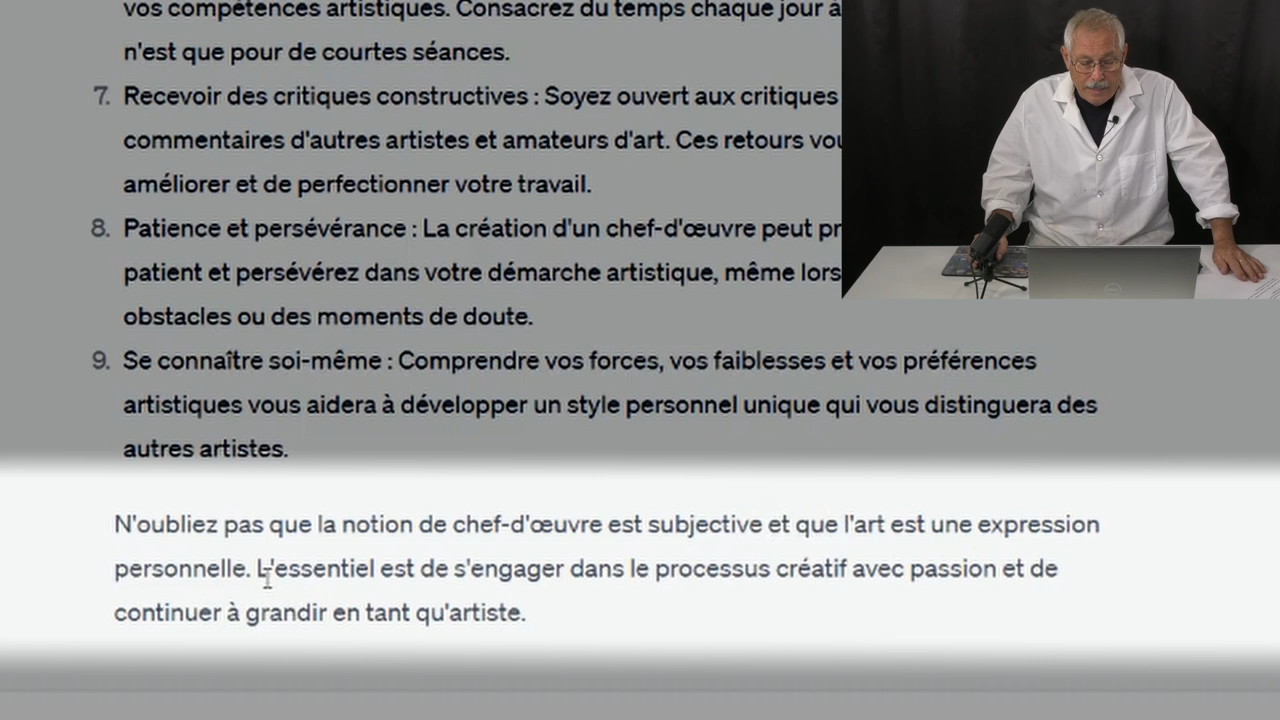 vos compétences artistiques. Consacrez du temps chaque jour à
n'est que pour de courtes séances.
7. Recevoir des critiques constructives : Soyez ouvert aux critiques
commentaires d'autres artistes et amateurs d'art. Ces retours
améliorer et de perfectionner votre travail.
8. Patience et persévérance : La création d'un chef-d'œuvre peut
patient et persévérez dans votre démarche artistique, même
obstacles ou des moments de doute.
9. Se connaître soi-même : Comprendre vos forces, vos faiblesses et vos préférences
artistiques vous aidera à développer un style personnel unique qui vous distinguera des
autres artistes.
N'oubliez pas que la notion de chef-d'œuvre est subjective et que l'art est une expression
personnelle. L'essentiel est de s'engager dans le processus créatif avec passion et de
continuer à grandir en tant qu'artiste.